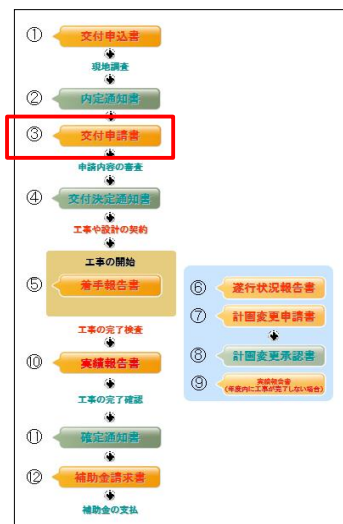 ① 交付申込書
現地調査
② 内定通知書
③ 交付申請書
申請内容の審査
④ 交付決定通知書
工事や設計の契約
工事の開始
⑤ 着手報告書
工事の完了検査
⑩ 実績報告書
工事の完了確認
⑪ 確定通知書
⑫ 補助金請求書
補助金の支払
⑥ 遂行状況報告書
⑦ 計画変更申請書
⑧ 計画変更承認書
⑨ 実績報告書
(年度内に工事が完了しない場合)